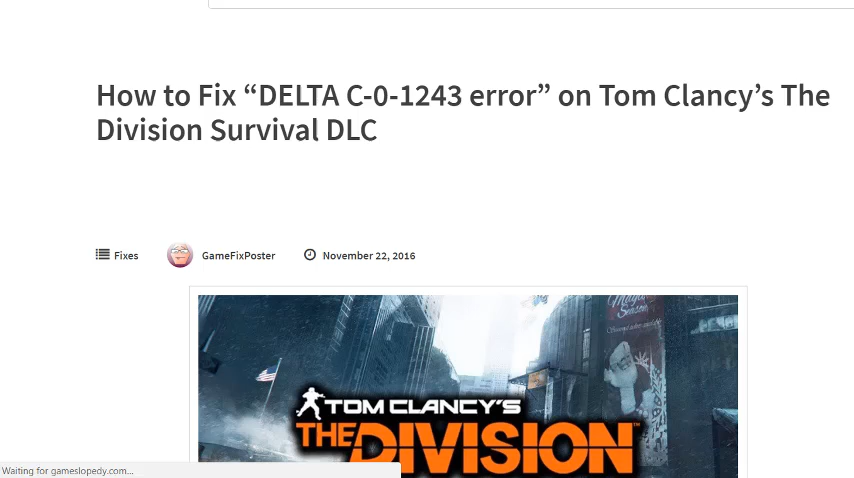 How to Fix “DELTA C-0-1243 error” on Tom Clancy’s The
Division Survival DLC
Fixes
GameFixPoster
November 22, 2016
TOM CLANCY'S
THE DIVISION™
Waiting for gameslopedy.com...